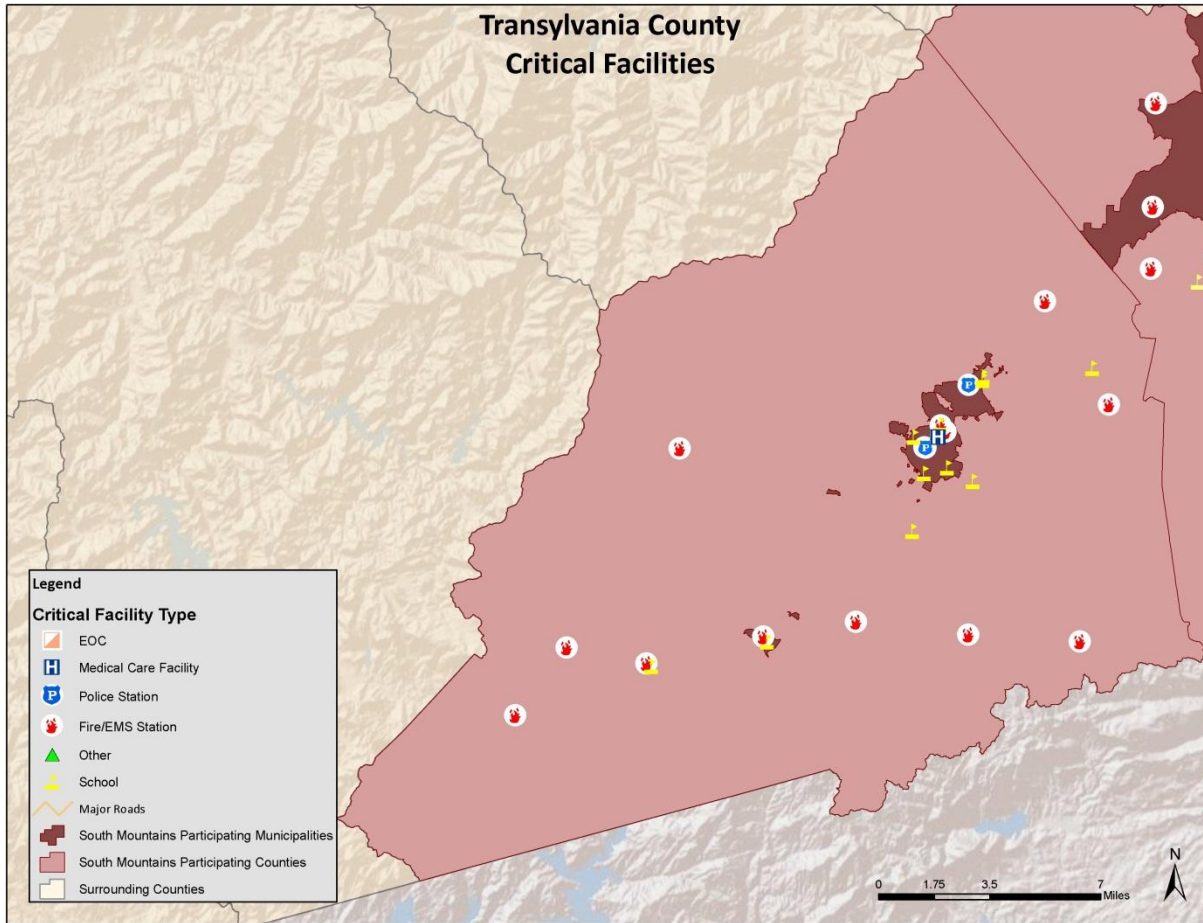 Transylvania County
Critical Facilities
P
H
P
Legend
Critical Facility Type
EOC
H Medical Care Facility
P Police Station
Fire/EMS Station
Other
School
Major Roads
South Mountains Participating Municipalities
South Mountains Participating Counties
Surrounding Counties
N
0 1.75 3.5 7
Miles